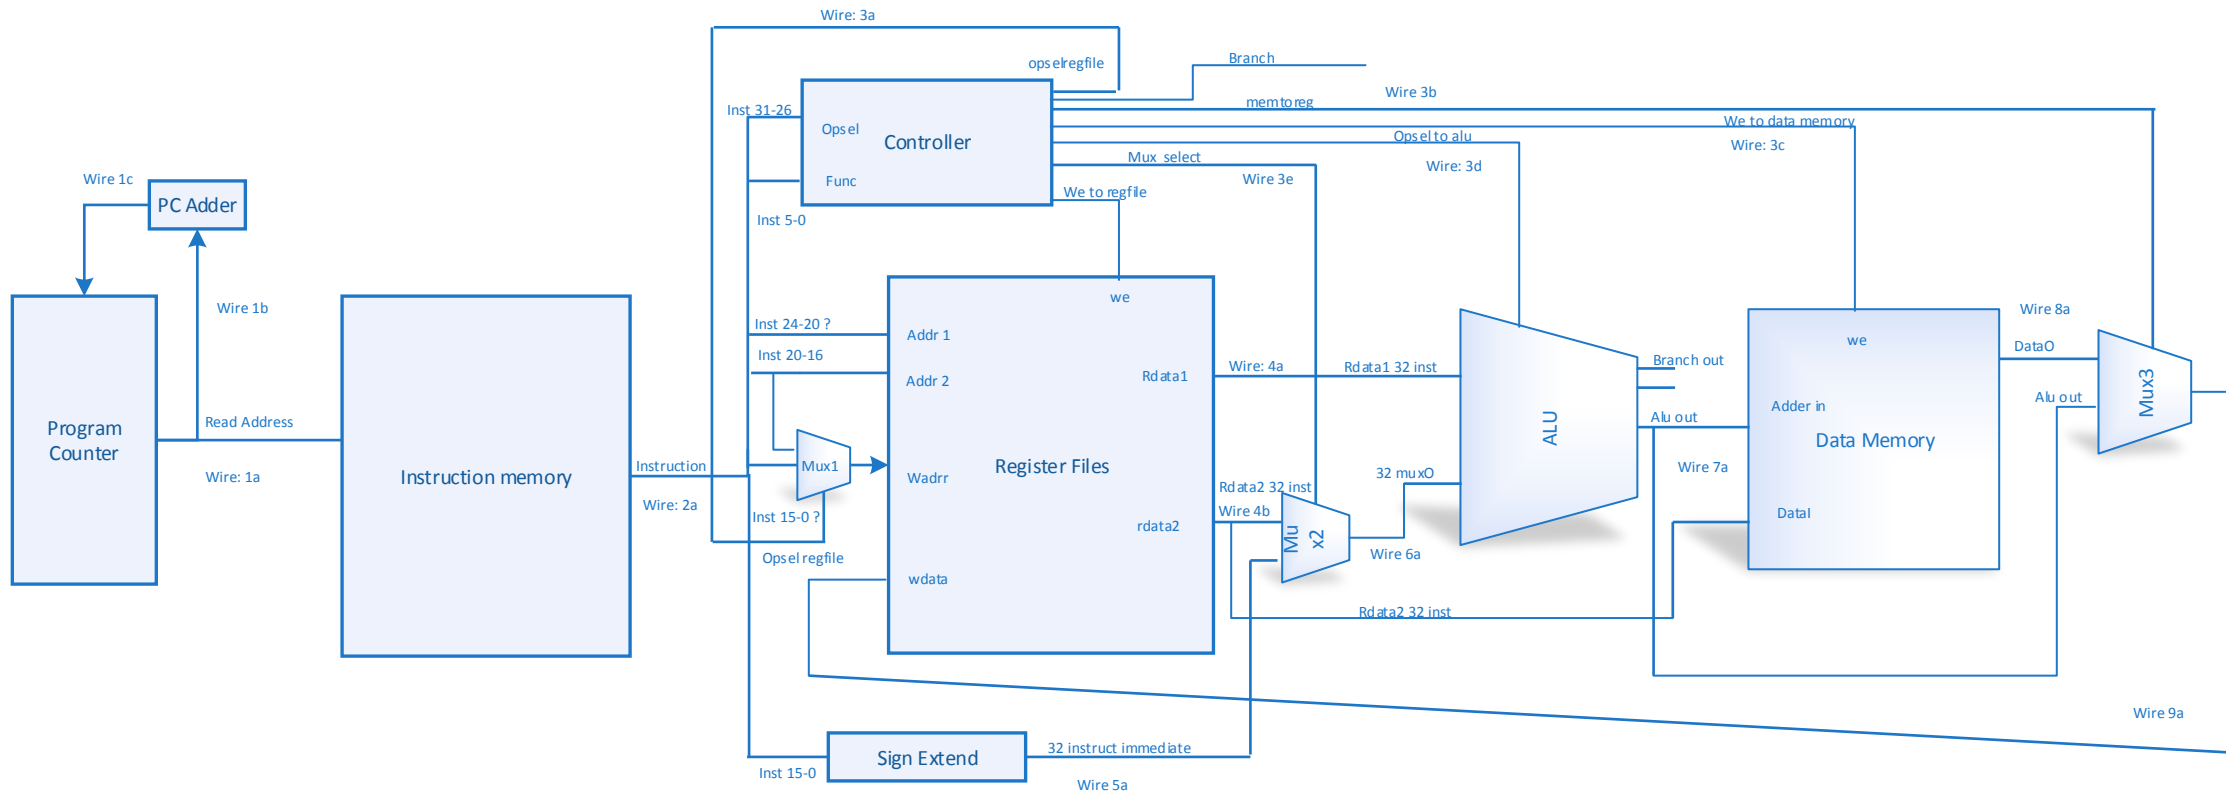 Wire: 3a
opselregfile
Branch
Wire 3b
memtoreg
Inst 31-26
Opsel
Controller
We to data memory
Opsel to alu
Wire: 3c
Mux select
Wire: 3d
Wire 3e
Func
We to regfile
Inst 5-0
Wire 1c
PC Adder
Wire 1b
we
Inst 24-20 ?
Addr 1
Inst 20-16
Addr 2
Rdata1
Wire: 4a
Rdata1 32 inst
Branch out
we
Wire 8a
DataO
Read Address
Program
Counter
Wire: 1a
Instruction memory
Instruction
Wire: 2a
Mux1
Wadrr
Register Files
Inst 15-0 ?
Opsel regfile
rdata2
wdata
Rdata2 32 inst
Wire 4b
Mu
x2
32 muxO
Wire 6a
ALU
Alu out
Wire 7a
Adder in
Data Memory
DataI
Alu out
Mux3
Rdata2 32 inst
Wire 9a
Sign Extend
Inst 15-0
32 instruct immediate
Wire 5a